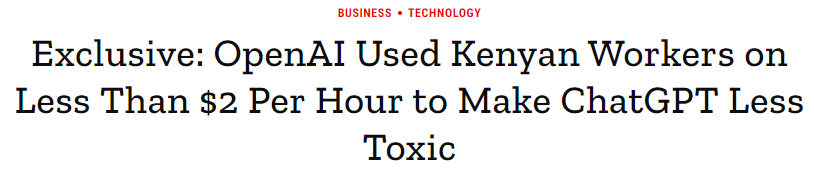 BUSINESS • TECHNOLOGY
Exclusive: OpenAI Used Kenyan Workers on
Less Than $2 Per Hour to Make ChatGPT Less
Toxic